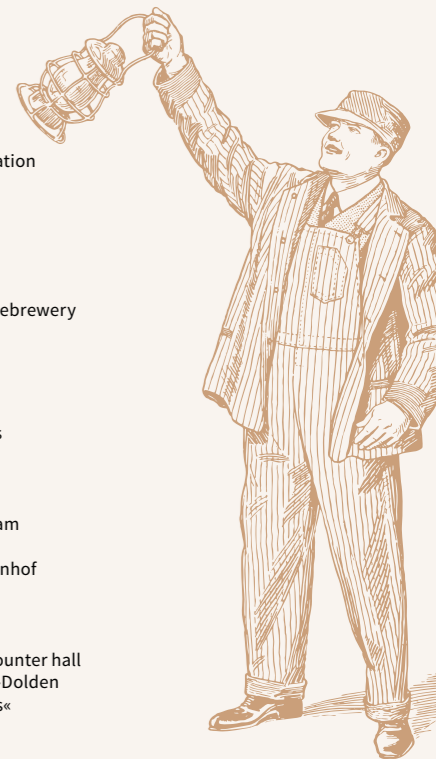 ation
ebrewery
s
am
nhof
ounter hall
-Dolden
s«